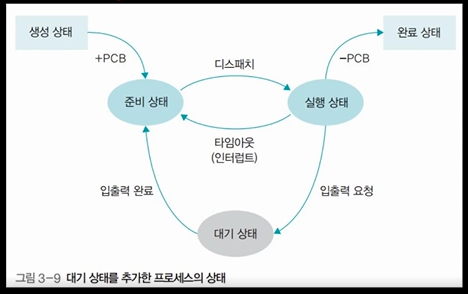 생성 상태
완료 상태
+PCB
디스패치
–PCB
준비 상태
실행 상태
타임아웃
(인터럽트)
입출력 완료
입출력 요청
대기 상태
그림 3-9 대기 상태를 추가한 프로세스의 상태